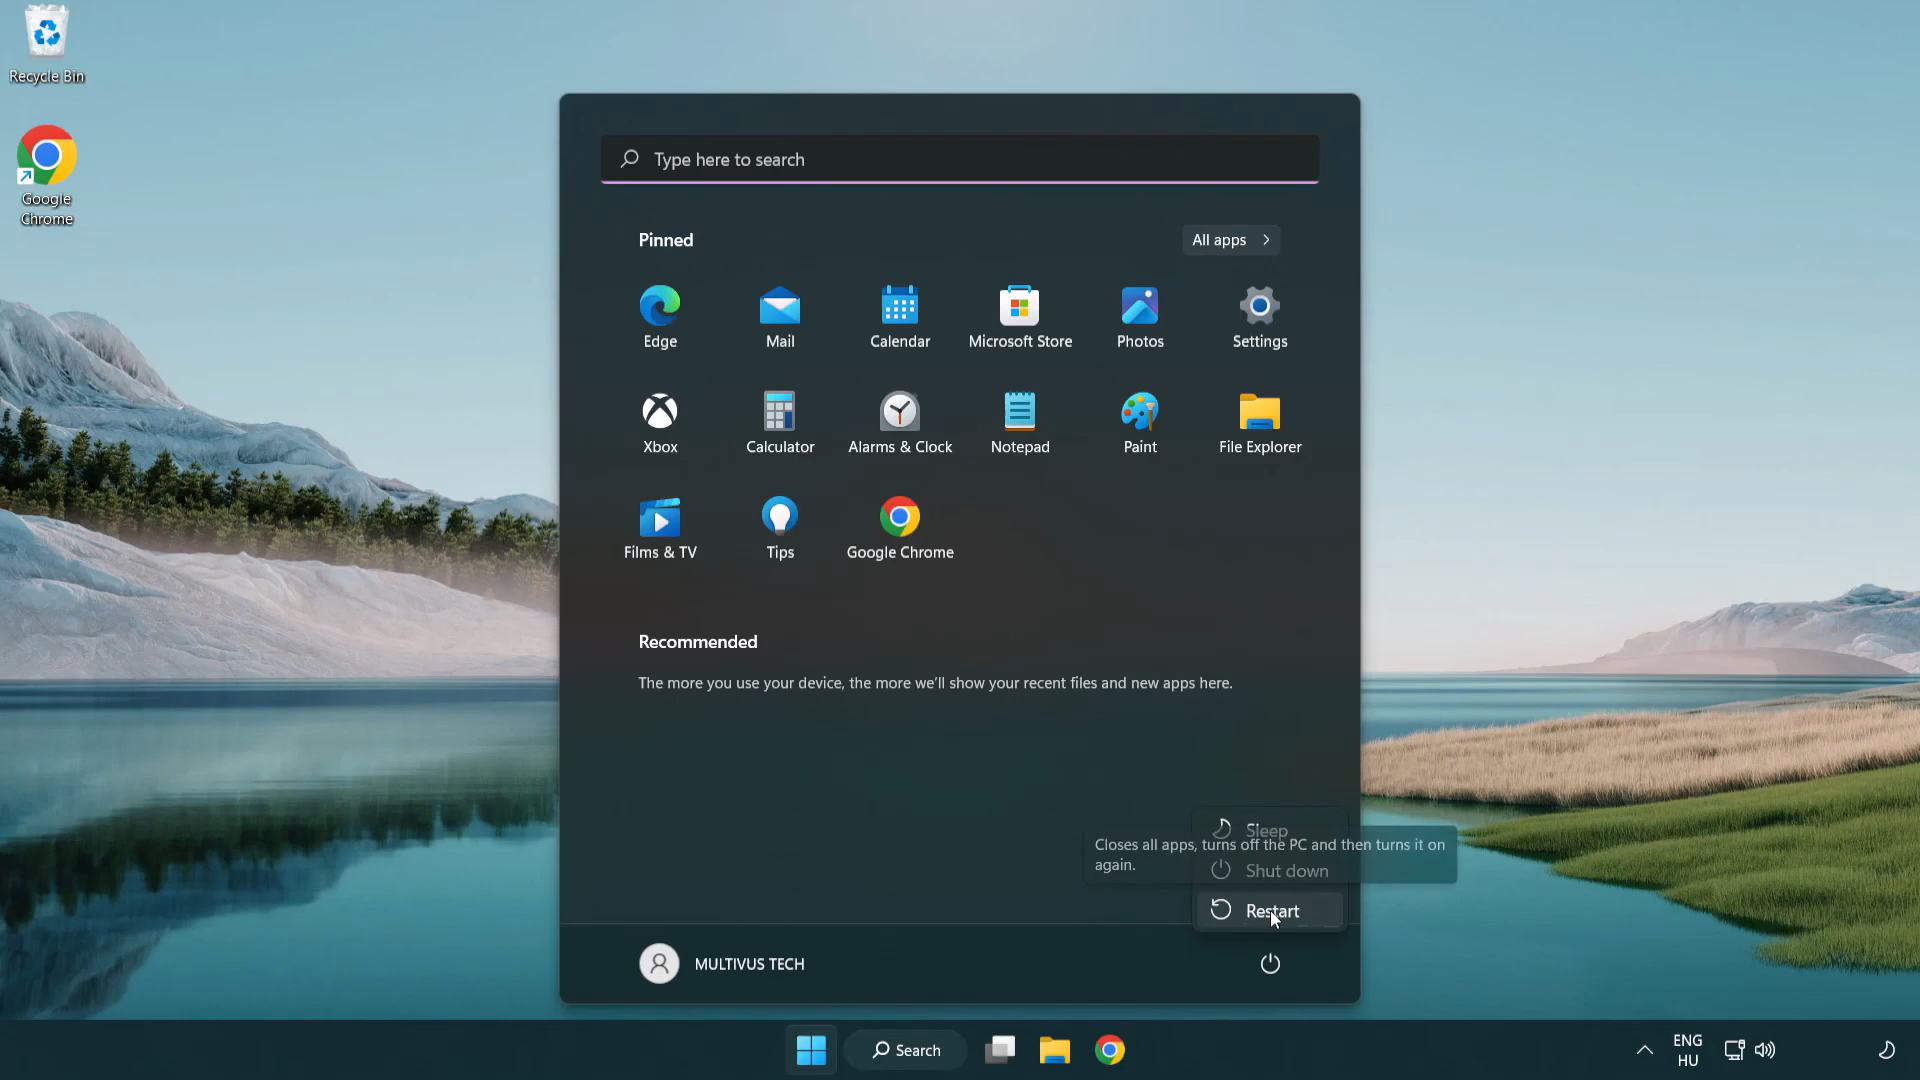 Recycle Bin
Google
Chrome
Type here to search
Pinned
All apps
Edge
Mail
Calendar
Microsoft Store
Photos
Settings
Xbox
Calculator
Alarms & Clock
Notepad
Paint
File Explorer
Films & TV
Tips
Google Chrome
Recommended
The more you use your device, the more we'll show your recent files and new apps here.
Sleep
Closes all apps, turns off the PC and then turns it on
again.
Shut down
Restart
MULTIVUS TECH
Search
ENG
HU